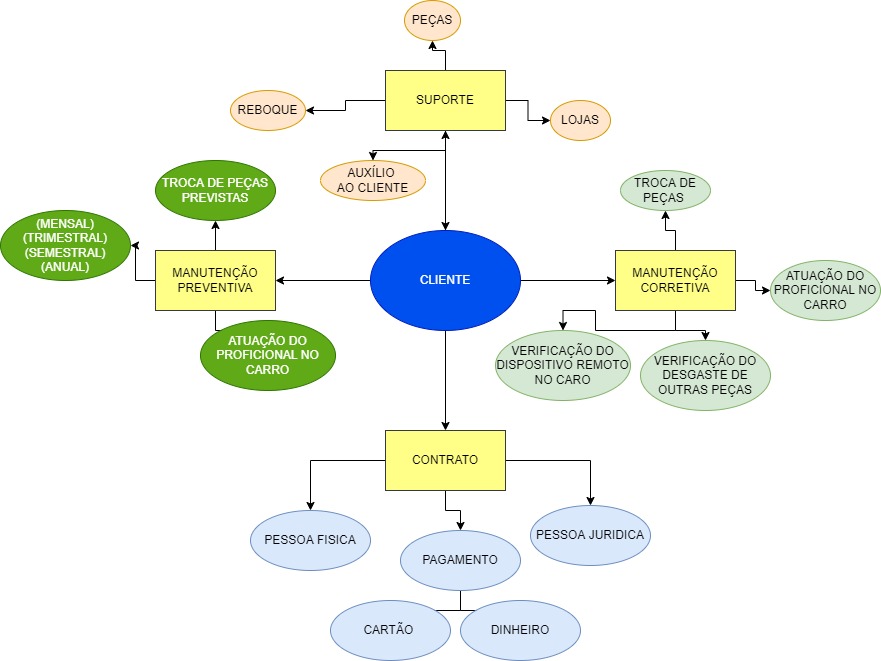 PEÇAS
SUPORTE
REBOQUE
LOJAS
AUXÍLIO
AO CLIENTE
TROCA DE PEÇAS
PREVISTAS
(MENSAL)
(TRIMESTRAL)
(SEMESTRAL)
(ANUAL)
MANUTENÇÃO
PREVENTIVA
ATUAÇÃO DO
PROFICIONAL NO
CARRO
CLIENTE
TROCA DE
PEÇAS
MANUTENÇÃO
CORRETIVA
ATUAÇÃO DO
PROFICIONAL NO
CARRO
VERIFICAÇÃO DO
DISPOSITIVO REMOTO
NO CARO
VERIFICAÇÃO DO
DESGASTE DE
OUTRAS PEÇAS
CONTRATO
PESSOA FISICA
PAGAMENTO
PESSOA JURIDICA
CARTÃO
DINHEIRO